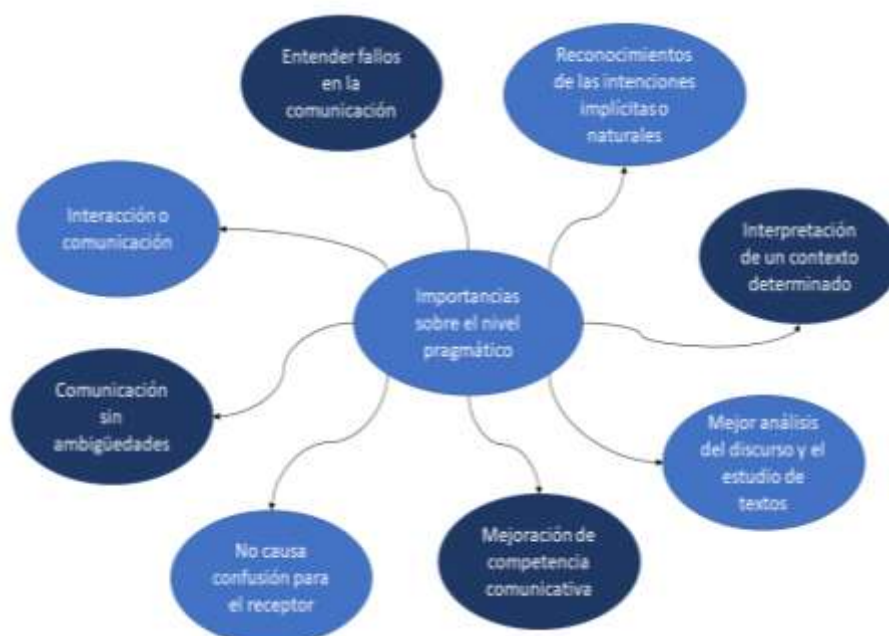 Entender fallos
en la
comunicación
Reconocimientos
de las intenciones
implícitas o
naturales
Interacción o
comunicación
Interpretación
de un contexto
determinado
Importancias
sobre el nivel
pragmático
Comunicación
sin
ambigüedades
Mejor análisis
del discurso y el
estudio de
textos
No causa
confusión para
el receptor
Mejoración de
competencia
comunicativa